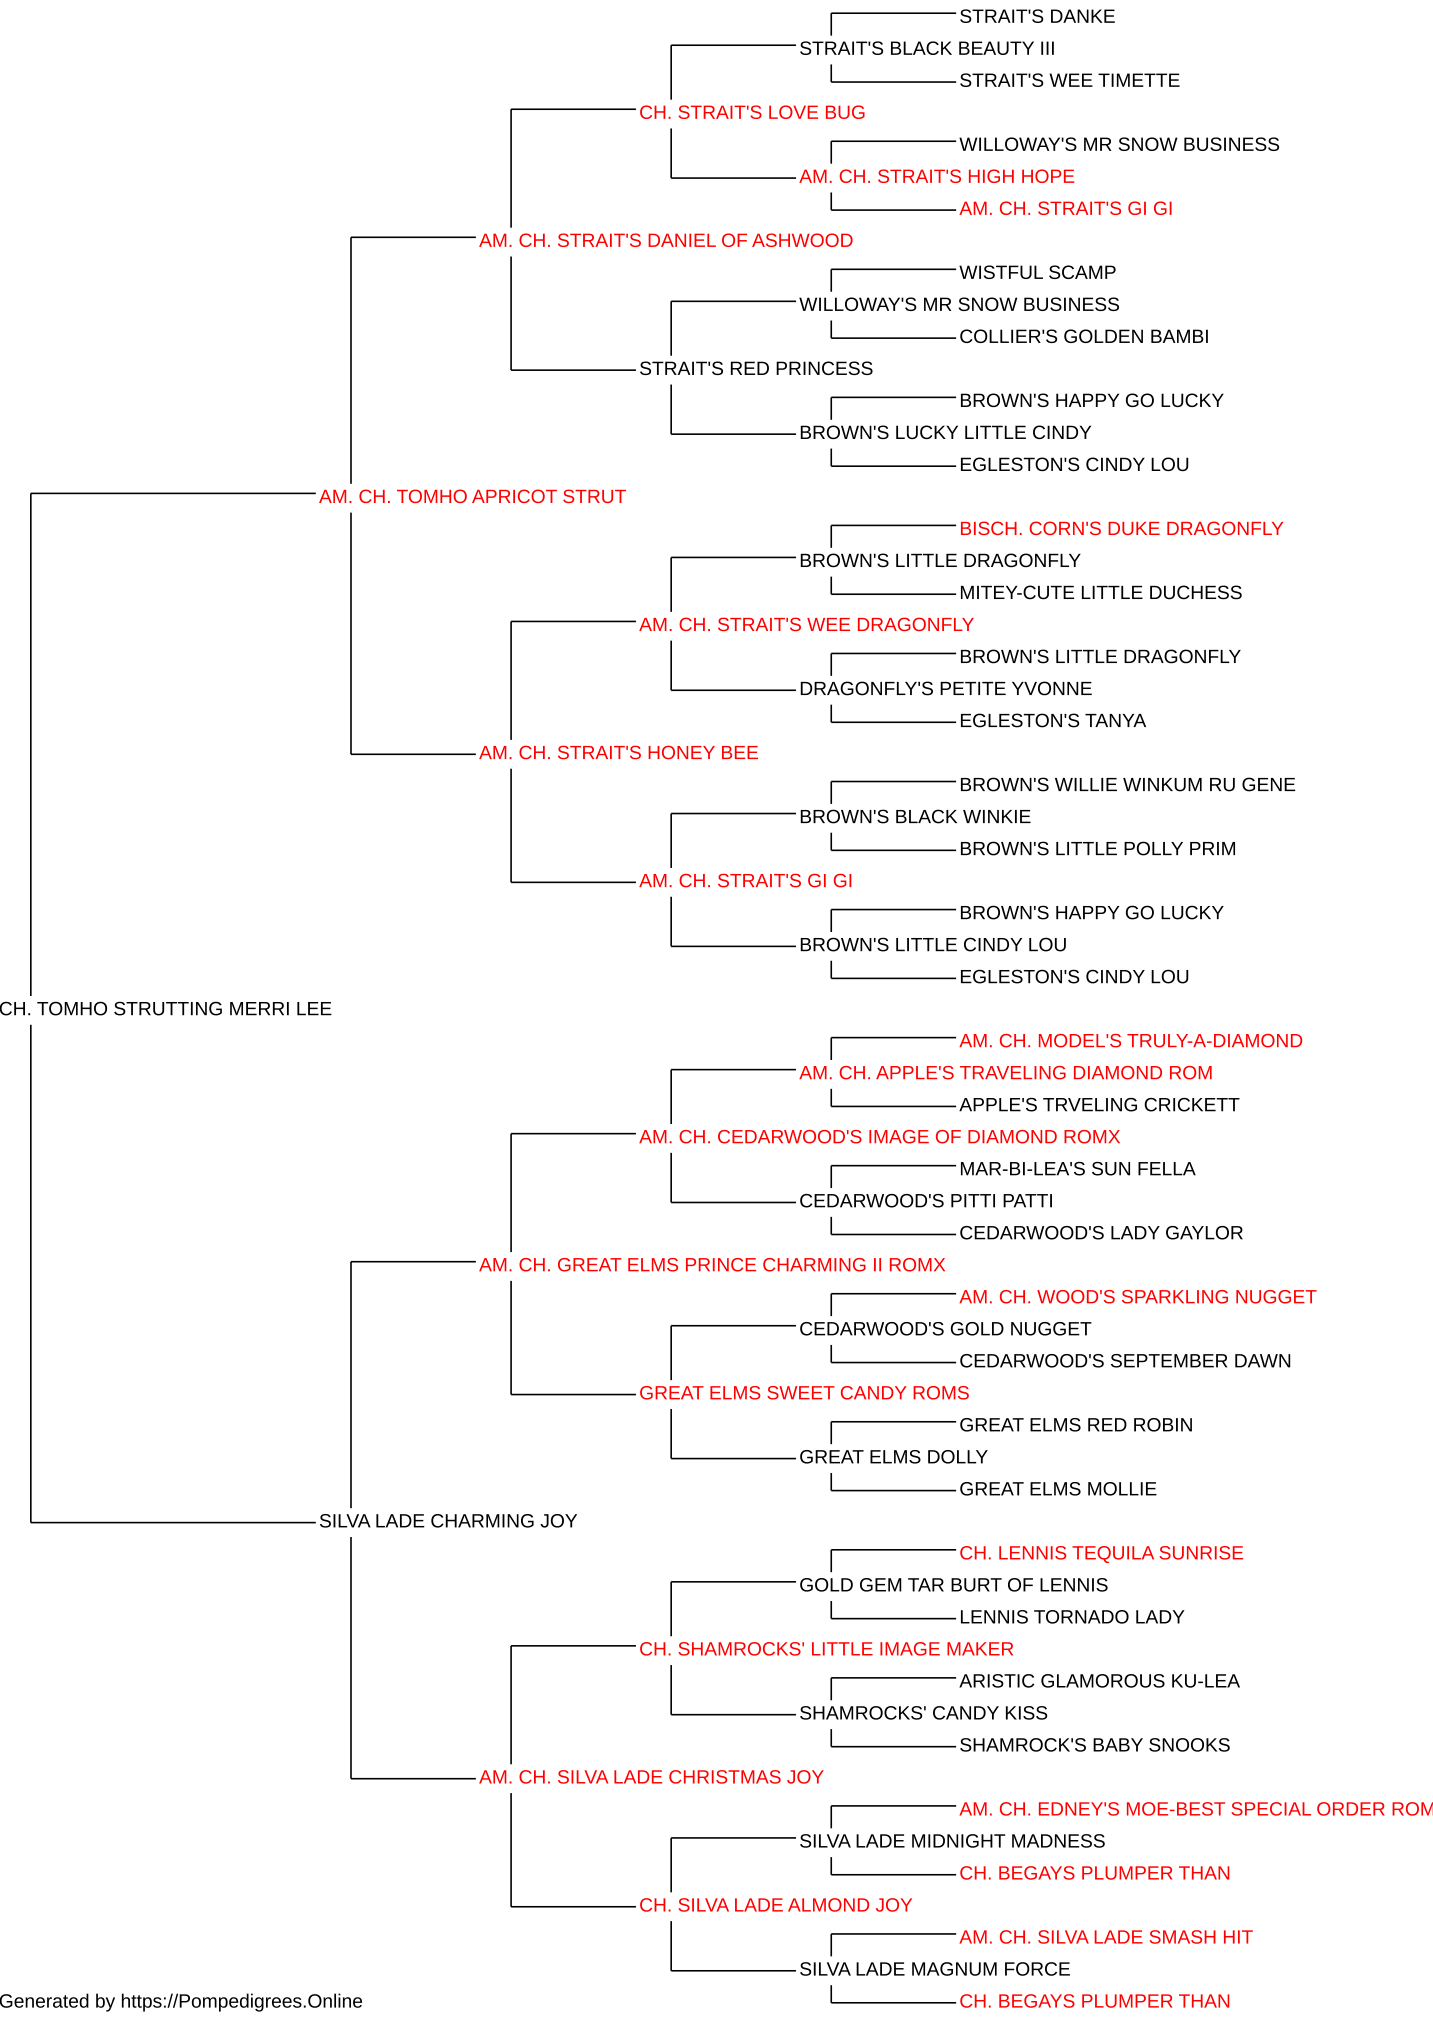 STRAIT'S DANKE
STRAIT'S BLACK BEAUTY III
STRAIT'S WEE TIMETTE
CH. STRAIT'S LOVE BUG
WILLOWAY'S MR SNOW BUSINESS
AM. CH. STRAIT'S HIGH HOPE
AM. CH. STRAIT'S GI GI
AM. CH. STRAIT'S DANIEL OF ASHWOOD
WISTFUL SCAMP
WILLOWAY'S MR SNOW BUSINESS
COLLIER'S GOLDEN BAMBI
STRAIT'S RED PRINCESS
BROWN'S HAPPY GO LUCKY
BROWN'S LUCKY LITTLE CINDY
EGLESTON'S CINDY LOU
AM. CH. TOMHO APRICOT STRUT
BISCH. CORN'S DUKE DRAGONFLY
BROWN'S LITTLE DRAGONFLY
MITEY-CUTE LITTLE DUCHESS
AM. CH. STRAIT'S WEE DRAGONFLY
BROWN'S LITTLE DRAGONFLY
DRAGONFLY'S PETITE YVONNE
EGLESTON'S TANYA
AM. CH. STRAIT'S HONEY BEE
BROWN'S WILLIE WINKUM RU GENE
BROWN'S BLACK WINKIE
BROWN'S LITTLE POLLY PRIM
AM. CH. STRAIT'S GI GI
BROWN'S HAPPY GO LUCKY
BROWN'S LITTLE CINDY LOU
EGLESTON'S CINDY LOU
CH. TOMHO STRUTTING MERRI LEE
AM. CH. MODEL'S TRULY-A-DIAMOND
AM. CH. APPLE'S TRAVELING DIAMOND ROM
APPLE'S TRVELING CRICKETT
AM. CH. CEDARWOOD'S IMAGE OF DIAMOND ROMX
MAR-BI-LEA'S SUN FELLA
CEDARWOOD'S PITTI PATTI
CEDARWOOD'S LADY GAYLOR
AM. CH. GREAT ELMS PRINCE CHARMING II ROMX
AM. CH. WOOD'S SPARKLING NUGGET
CEDARWOOD'S GOLD NUGGET
CEDARWOOD'S SEPTEMBER DAWN
GREAT ELMS SWEET CANDY ROMS
GREAT ELMS RED ROBIN
GREAT ELMS DOLLY
GREAT ELMS MOLLIE
SILVA LADE CHARMING JOY
CH. LENNIS TEQUILA SUNRISE
GOLD GEM TAR BURT OF LENNIS
LENNIS TORNADO LADY
CH. SHAMROCKS' LITTLE IMAGE MAKER
ARISTIC GLAMOROUS KU-LEA
SHAMROCKS' CANDY KISS
SHAMROCK'S BABY SNOOKS
AM. CH. SILVA LADE CHRISTMAS JOY
AM. CH. EDNEY'S MOE-BEST SPECIAL ORDER ROM
SILVA LADE MIDNIGHT MADNESS
CH. BEGAYS PLUMPER THAN
CH. SILVA LADE ALMOND JOY
AM. CH. SILVA LADE SMASH HIT
SILVA LADE MAGNUM FORCE
CH. BEGAYS PLUMPER THAN
Generated by https://Pompedigrees.Online